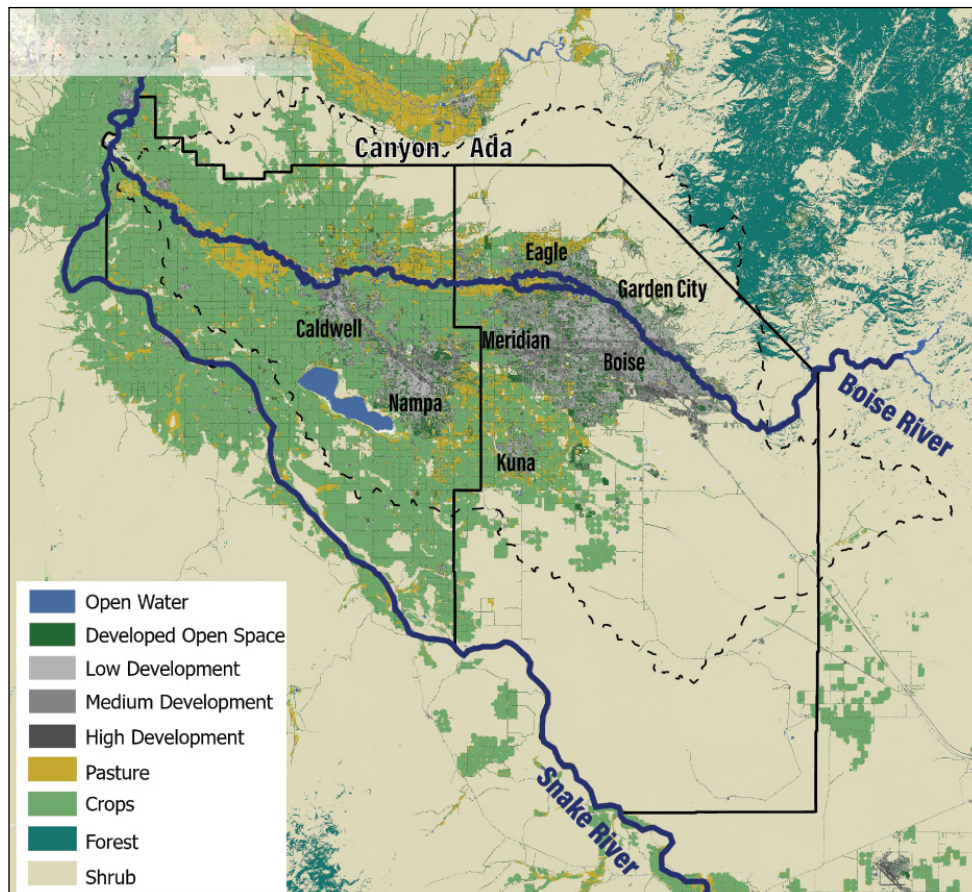 Canyon Ada
Eagle
Garden City
Caldwell
Meridian
Boise
Boise River
Nampa
Kuna
Snake River
Open Water
Developed Open Space
Low Development
Medium Development
High Development
Pasture
Crops
Forest
Shrub